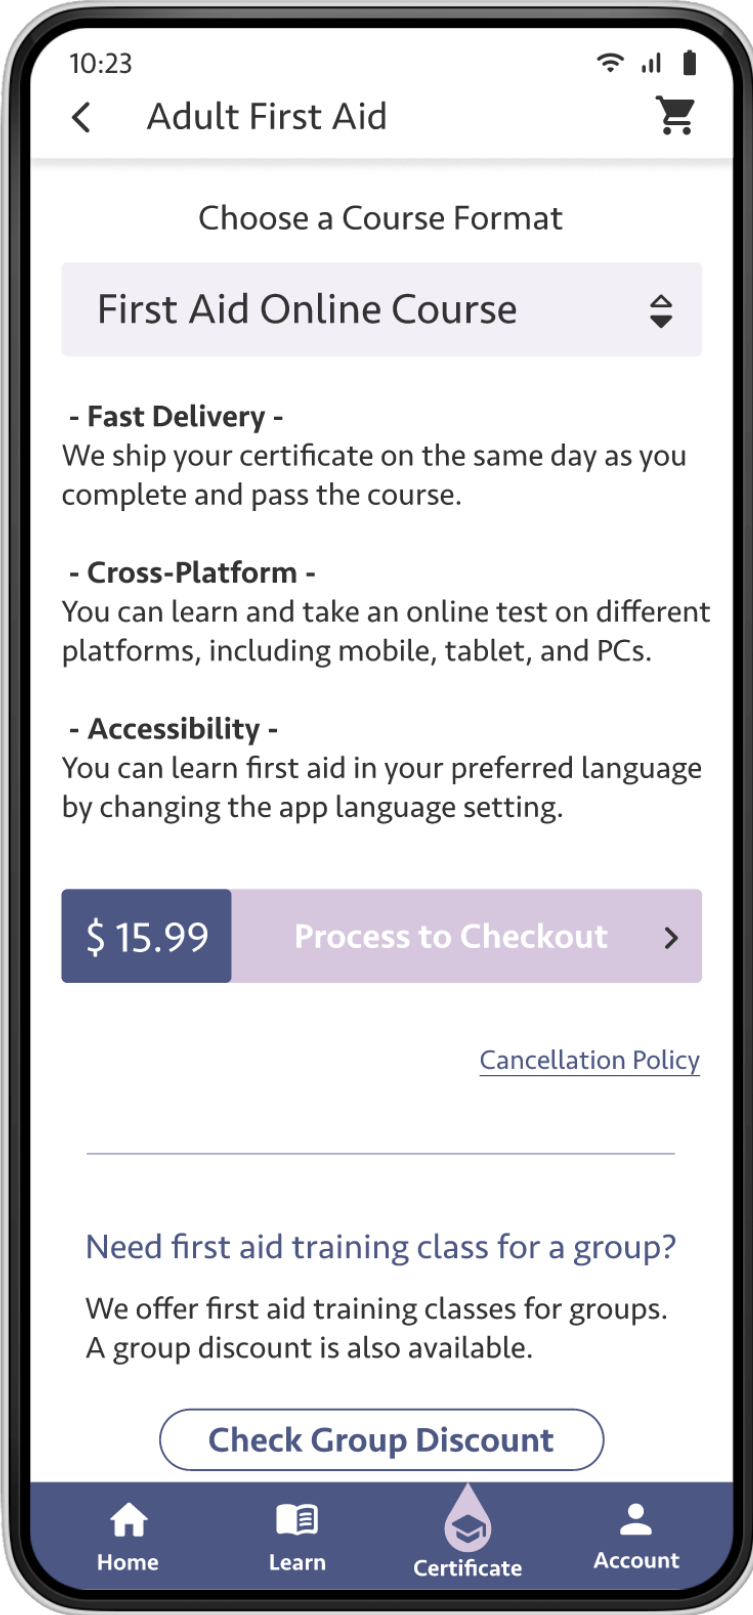 10:23
Adult First Aid
Choose a Course Format
First Aid Online Course
- Fast Delivery -
We ship your certificate on the same day as you
complete and pass the course.
- Cross-Platform -
You can learn and take an online test on different
platforms, including mobile, tablet, and PCs.
- Accessibility -
You can learn first aid in your preferred language
by changing the app language setting.
$ 15.99 Process to Checkout
Cancellation Policy
Need first aid training class for a group?
We offer first aid training classes for groups.
A group discount is also available.
Check Group Discount
Home Learn Certificate Account